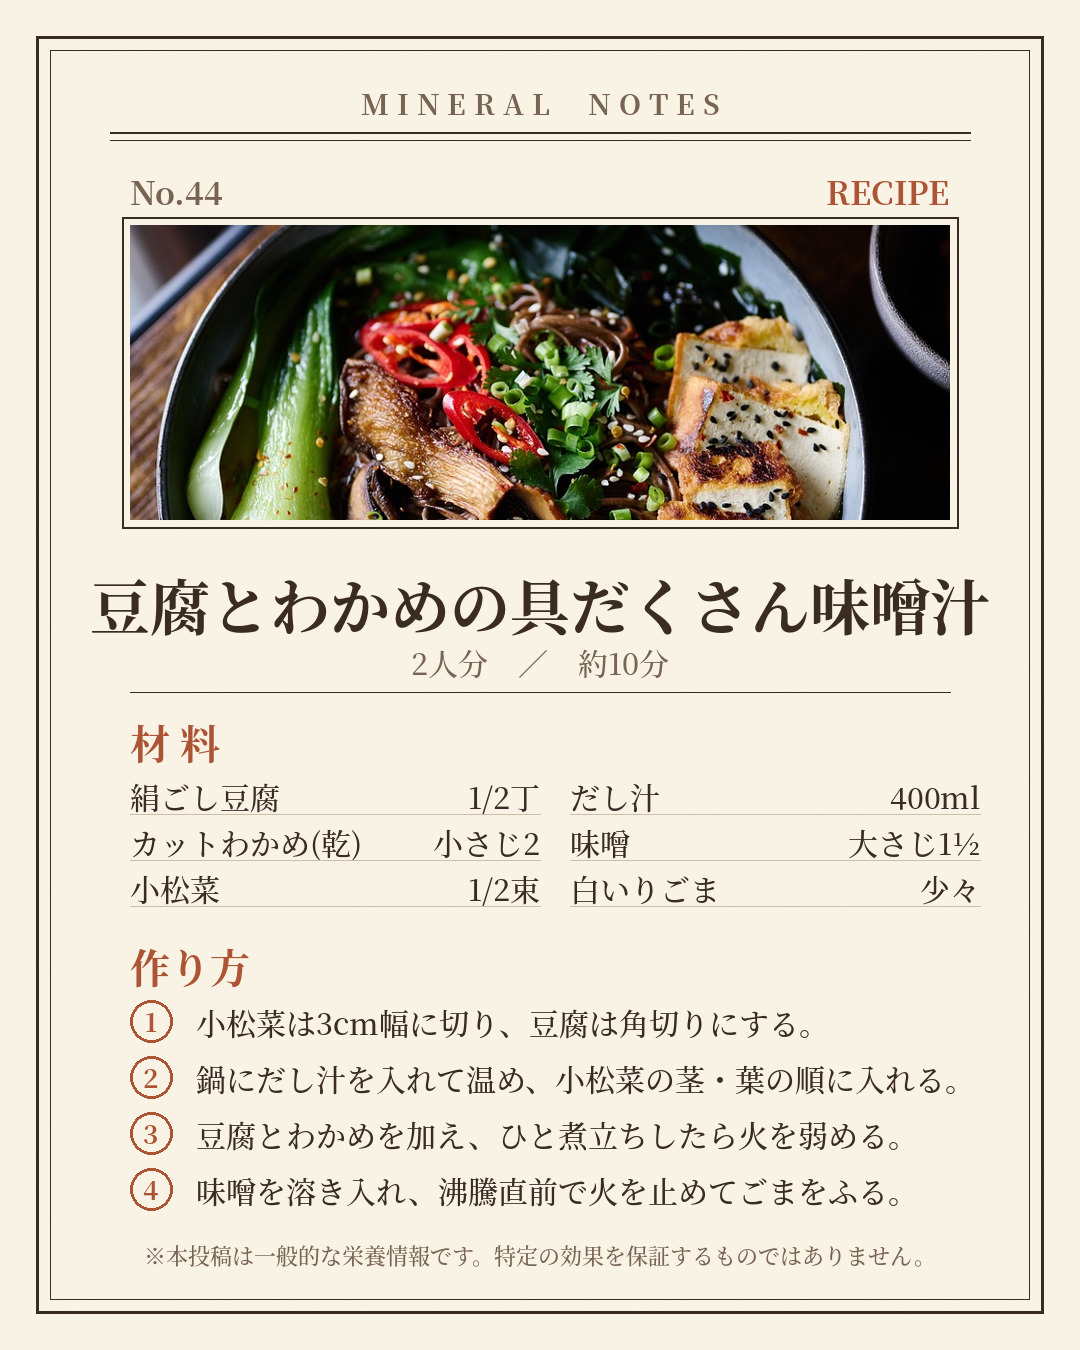 MINERAL NOTES
No.44 RECIPE
豆腐とわかめの具だくさん味噌汁
2人分 ／ 約10分
材料
絹ごし豆腐 1/2丁 だし汁 400ml
カットわかめ(乾) 小さじ2 味噌 大さじ1½
小松菜 1/2束 白いりごま 少々
作り方
1 小松菜は3cm幅に切り、豆腐は角切りにする。
2 鍋にだし汁を入れて温め、小松菜の茎・葉の順に入れる。
3 豆腐とわかめを加え、ひと煮立ちしたら火を弱める。
4 味噌を溶き入れ、沸騰直前で火を止めてごまをふる。
※本投稿は一般的な栄養情報です。特定の効果を保証するものではありません。